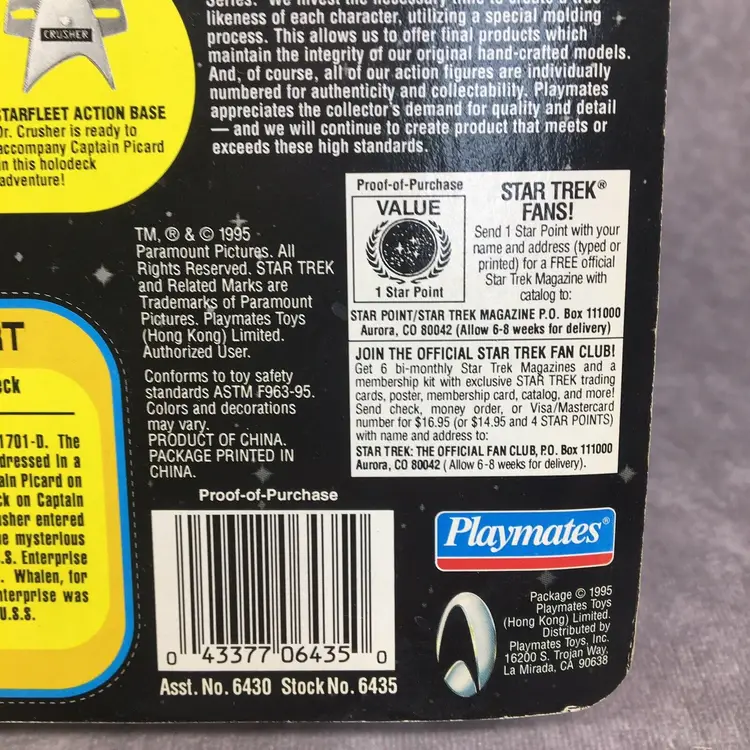 likeness of each character, utilizing a special molding
process. This allows us to offer final products which
maintain the integrity of our original hand-crafted models.
And, of course, all of our action figures are individually
numbered for authenticity and collectability. Playmates
appreciates the collector's demand for quality and detail
— and we will continue to create product that meets or
exceeds these high standards.
CRUSHER
STARFLEET ACTION BASE
Dr. Crusher is ready to
accompany Captain Picard
in this holodeck
adventure!
TM, ® & © 1995
Paramount Pictures. All
Rights Reserved. STAR TREK
and Related Marks are
Trademarks of Paramount
Pictures. Playmates Toys
(Hong Kong) Limited.
Authorized User.
Conforms to toy safety
standards ASTM F963-95.
Colors and decorations
may vary.
PRODUCT OF CHINA.
PACKAGE PRINTED IN
CHINA.
Proof-of-Purchase
VALUE
1 Star Point
STAR TREK®
FANS!
Send 1 Star Point with your
name and address (typed or
printed) for a FREE official
Star Trek Magazine with
catalog to:
STAR POINT/STAR TREK MAGAZINE P.O. Box 111000
Aurora, CO 80042 (Allow 6-8 weeks for delivery)
JOIN THE OFFICIAL STAR TREK FAN CLUB!
Get 6 bi-monthly Star Trek Magazines and a
membership kit with exclusive STAR TREK trading
cards, poster, membership card, catalog, and more!
Send check, money order, or Visa/Mastercard
number for $16.95 (or $14.95 and 4 STAR POINTS)
with name and address to:
STAR TREK: THE OFFICIAL FAN CLUB, P.O. Box 111000
Aurora, CO 80042 (Allow 6-8 weeks for delivery).
1701-D. The
dressed in a
ain Picard on
ck on Captain
usher entered
e mysterious
.S. Enterprise
. Whalen, for
nterprise was
U.S.S.
Proof-of-Purchase
0 43377 06435 0
Asst. No. 6430 Stock No. 6435
Playmates®
Package © 1995
Playmates Toys
(Hong Kong) Limited.
Distributed by
Playmates Toys, Inc.
16200 S. Trojan Way,
La Mirada, CA 90638